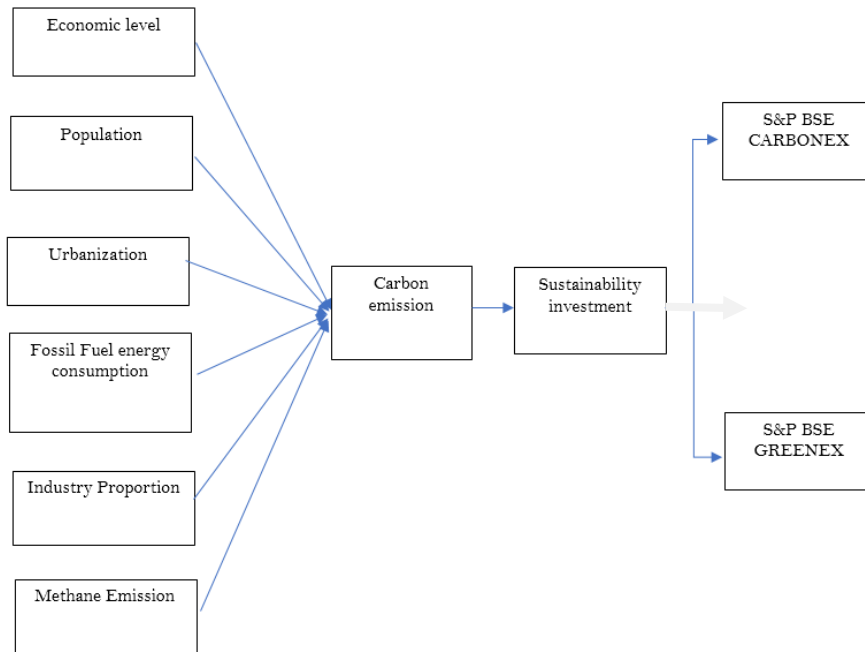 Economic level
Population
Urbanization
Fossil Fuel energy
consumption
Industry Proportion
Methane Emission
Carbon
emission
Sustainability
investment
S&P BSE
CARBONEX
S&P BSE
GREENEX